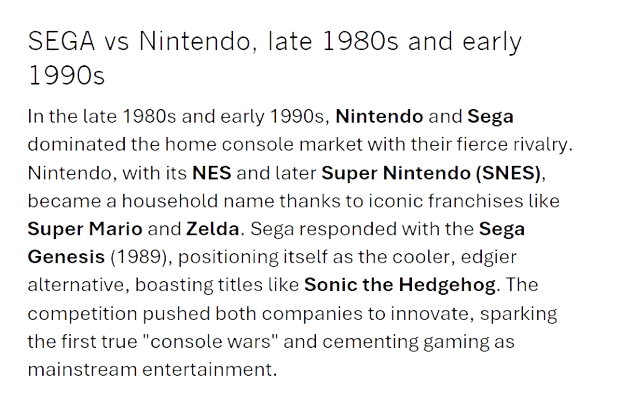 SEGA vs Nintendo, late 1980s and early
1990s
In the late 1980s and early 1990s, Nintendo and Sega
dominated the home console market with their fierce rivalry.
Nintendo, with its NES and later Super Nintendo (SNES),
became a household name thanks to iconic franchises like
Super Mario and Zelda. Sega responded with the Sega
Genesis (1989), positioning itself as the cooler, edgier
alternative, boasting titles like Sonic the Hedgehog. The
competition pushed both companies to innovate, sparking
the first true "console wars" and cementing gaming as
mainstream entertainment.